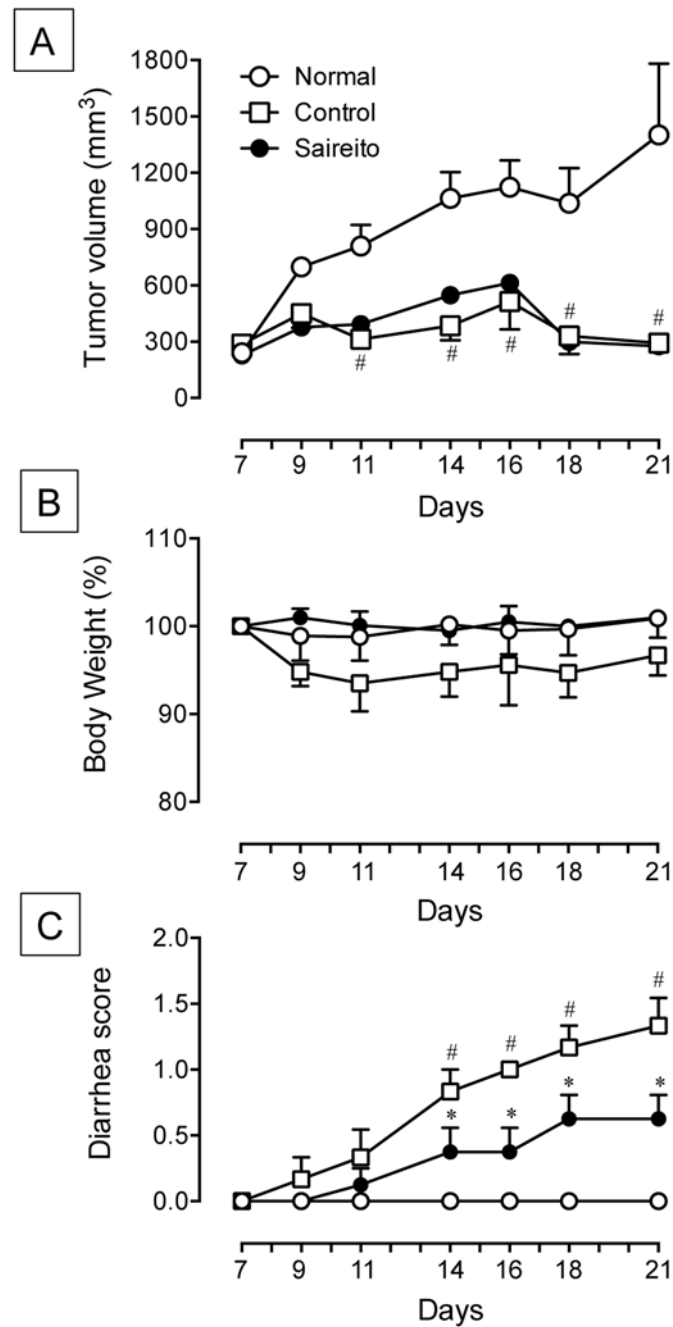 A
Tumor volume (mm³)
1800
1500
1200
900
600
300
0
Normal
Control
Saireito
#
#
#
#
#
7 9 11 14 16 18 21
Days
B
Body Weight (%)
110
100
90
80
7 9 11 14 16 18 21
Days
C
Diarrhea score
2.0
1.5
1.0
0.5
0.0
# # # #
* * * *
7 9 11 14 16 18 21
Days